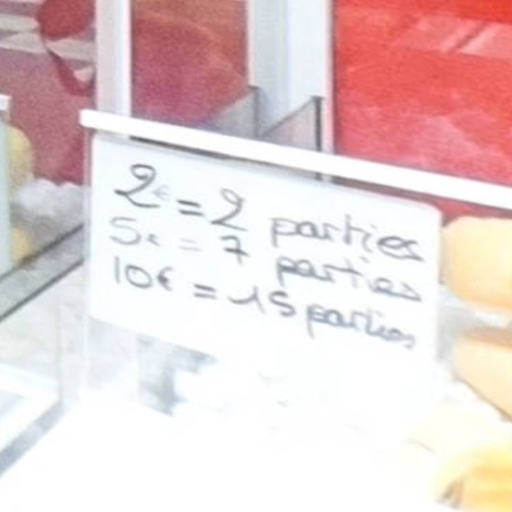 2€ = 2 parties
5€ = 7 parties
10€ = 15 parties